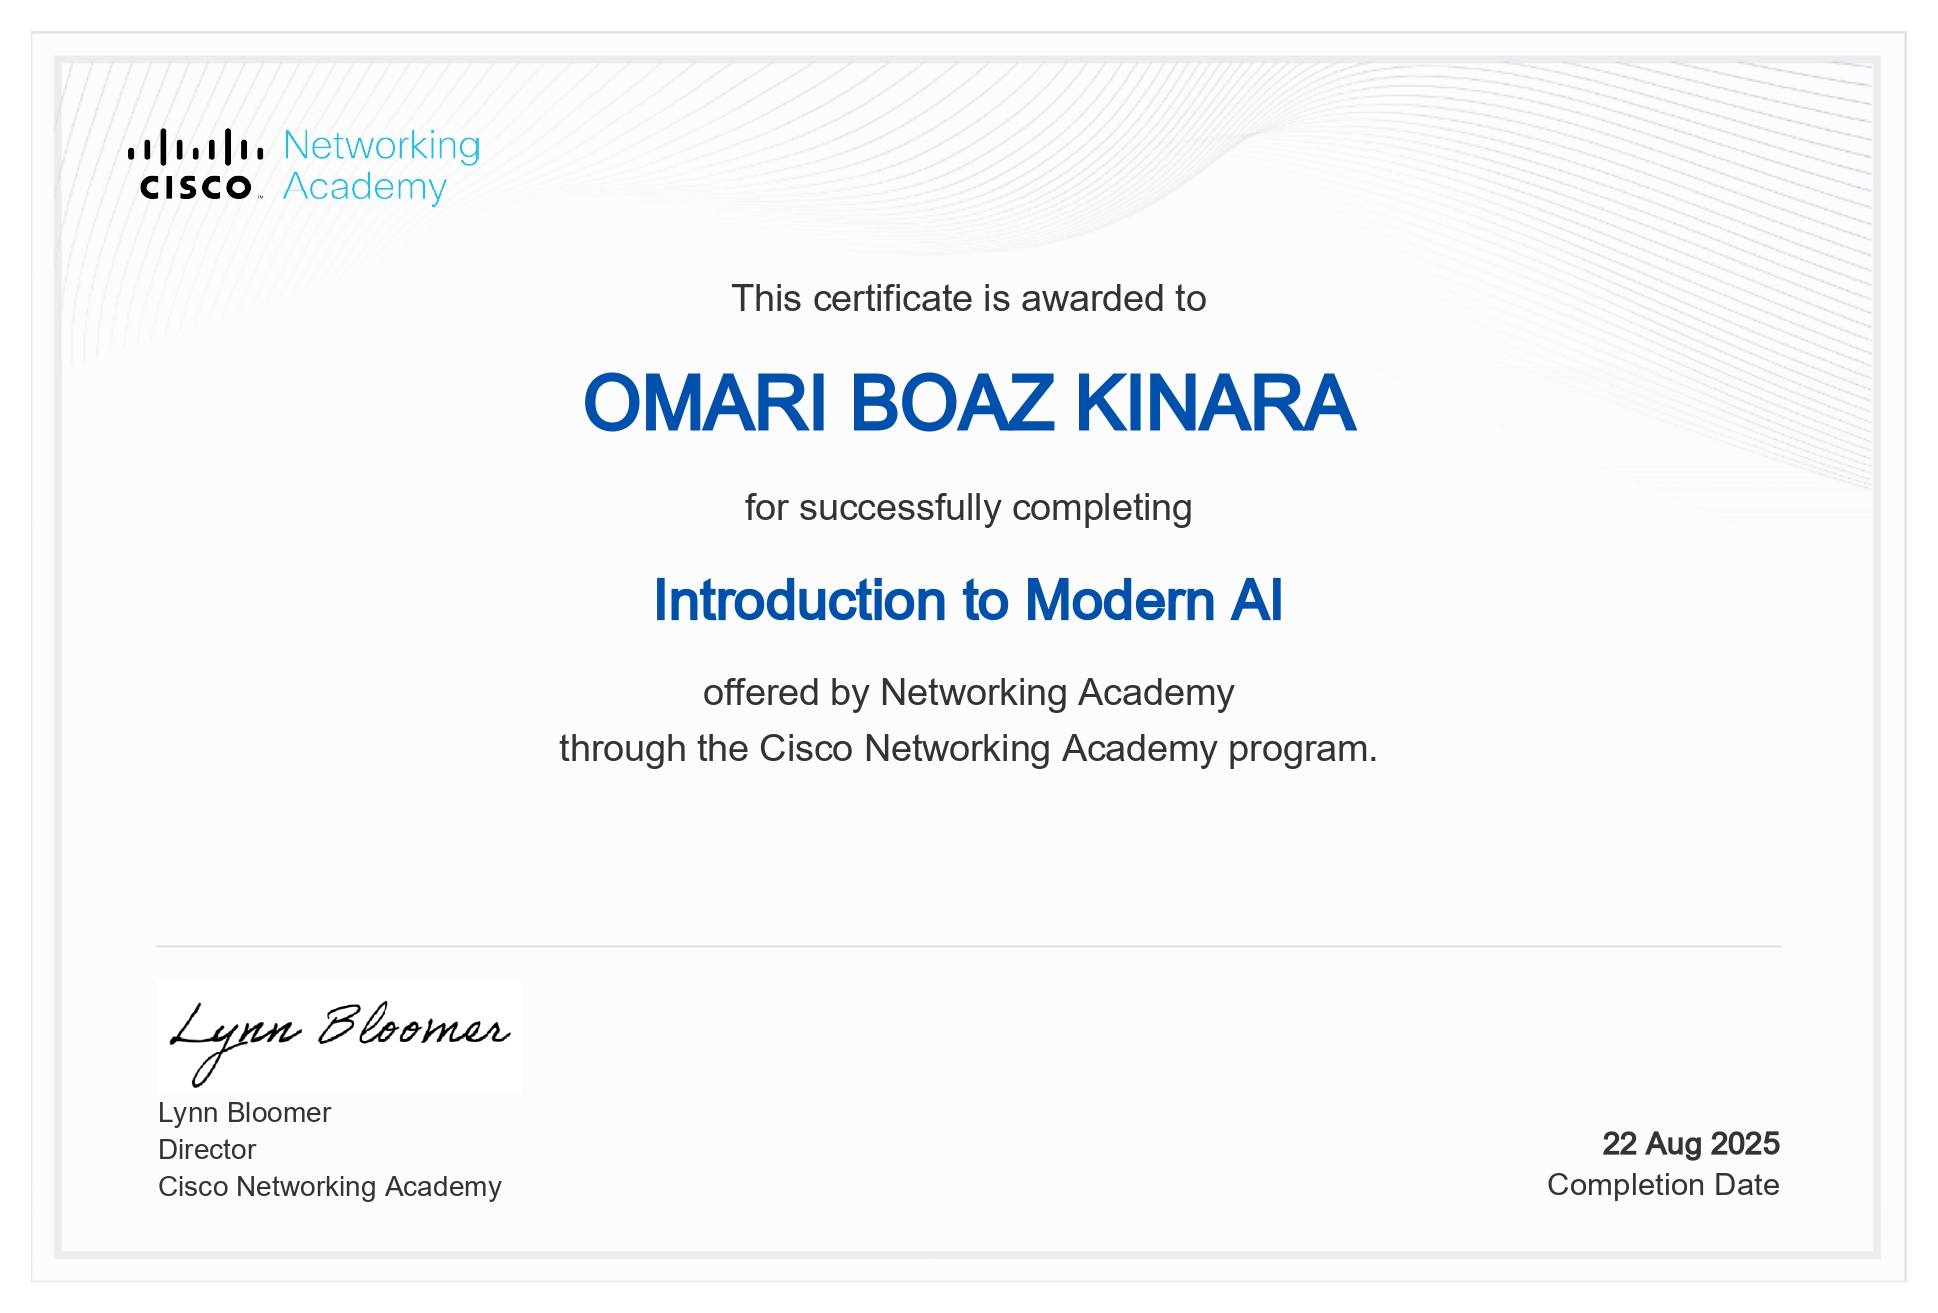 Networking
CISCO™ Academy
This certificate is awarded to
OMARI BOAZ KINARA
for successfully completing
Introduction to Modern AI
offered by Networking Academy
through the Cisco Networking Academy program.
Lynn Bloomer
Lynn Bloomer
Director
Cisco Networking Academy
22 Aug 2025
Completion Date